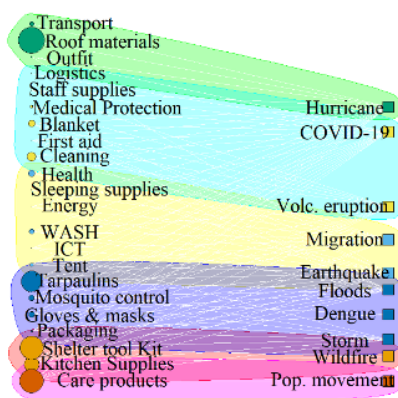 Transport
Roof materials
Outfit
Logistics
Staff supplies
Medical Protection
Blanket
First aid
Cleaning
Health
Sleeping supplies
Energy
WASH
ICT
Tent
Tarpaulins
Mosquito control
Gloves & masks
Packaging
Shelter tool Kit
Kitchen Supplies
Care products
Hurricane
COVID-19
Volc. eruption
Migration
Earthquake
Floods
Dengue
Storm
Wildfire
Pop. movement